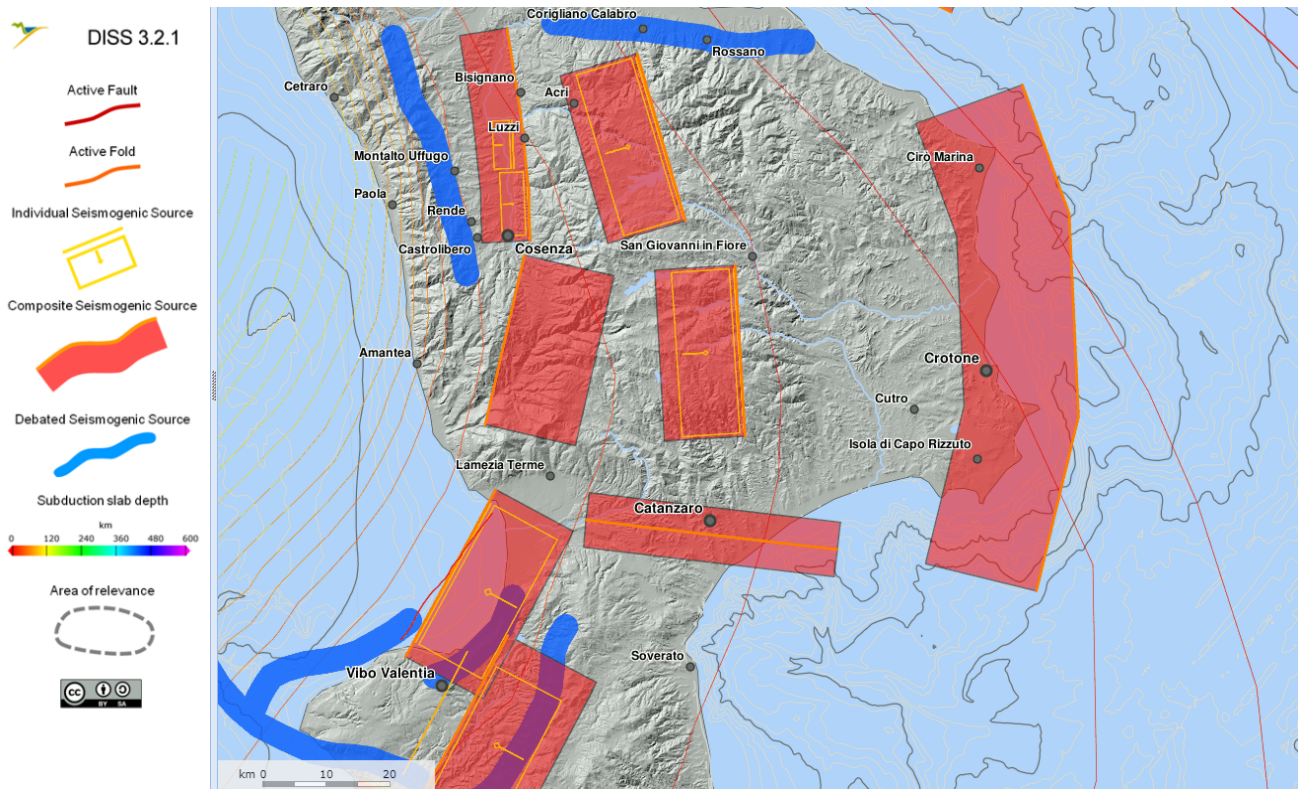 DISS 3.2.1
Active Fault
Active Fold
Individual Seismogenic Source
Composite Seismogenic Source
Debated Seismogenic Source
Subduction slab depth
km
0 120 240 360 480 600
Area of relevance
cc BY SA
Corigliano Calabro
Rossano
Bisignano
Cetraro
Acri
Luzzi
Montalto Uffugo
Cirò Marina
Paola
Rende
Castrolibero
Cosenza
San Giovanni in Fiore
Amantea
Crotone
Cutro
Isola di Capo Rizzuto
Lamezia Terme
Catanzaro
Soverato
Vibo Valentia
km 0 10 20